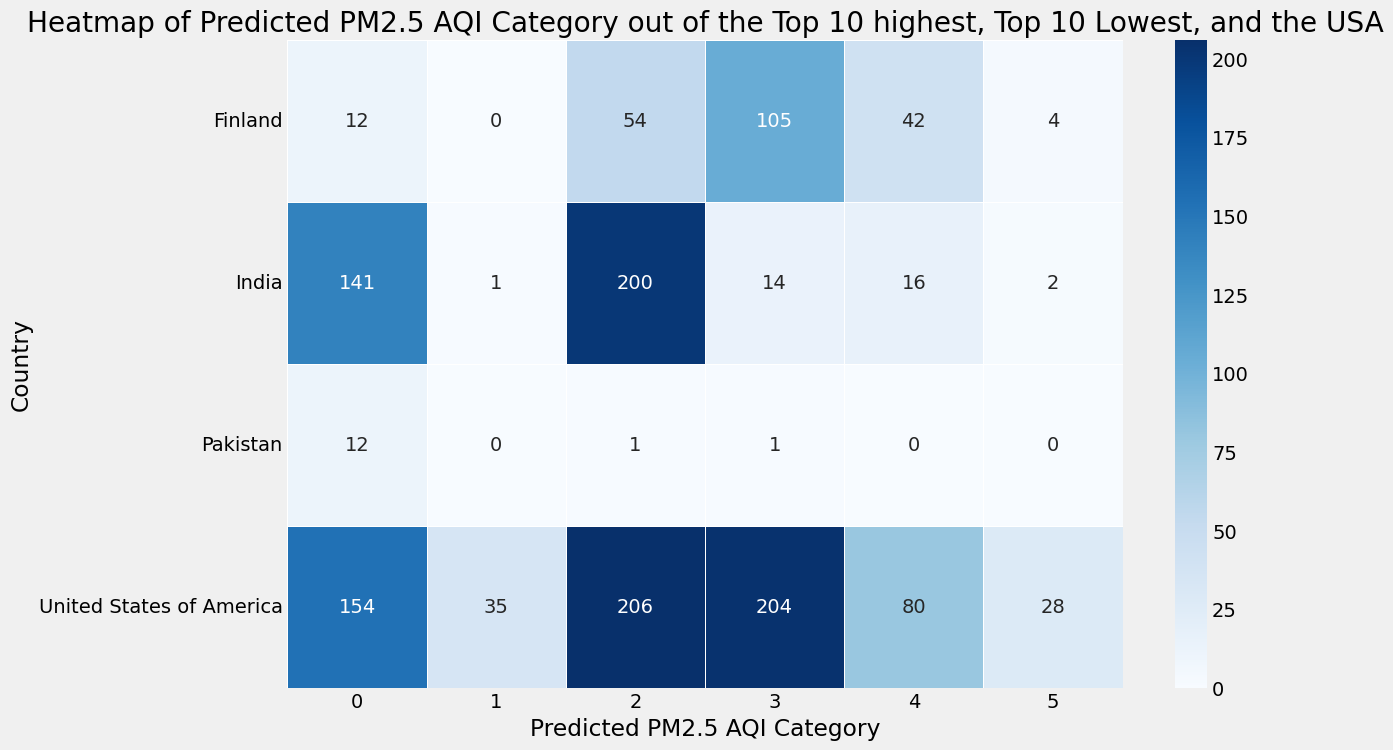 Heatmap of Predicted PM2.5 AQI Category out of the Top 10 highest, Top 10 Lowest, and the USA
Country
Finland 12 0 54 105 42 4
India 141 1 200 14 16 2
Pakistan 12 0 1 1 0 0
United States of America 154 35 206 204 80 28
0 1 2 3 4 5
Predicted PM2.5 AQI Category
200
175
150
125
100
75
50
25
0